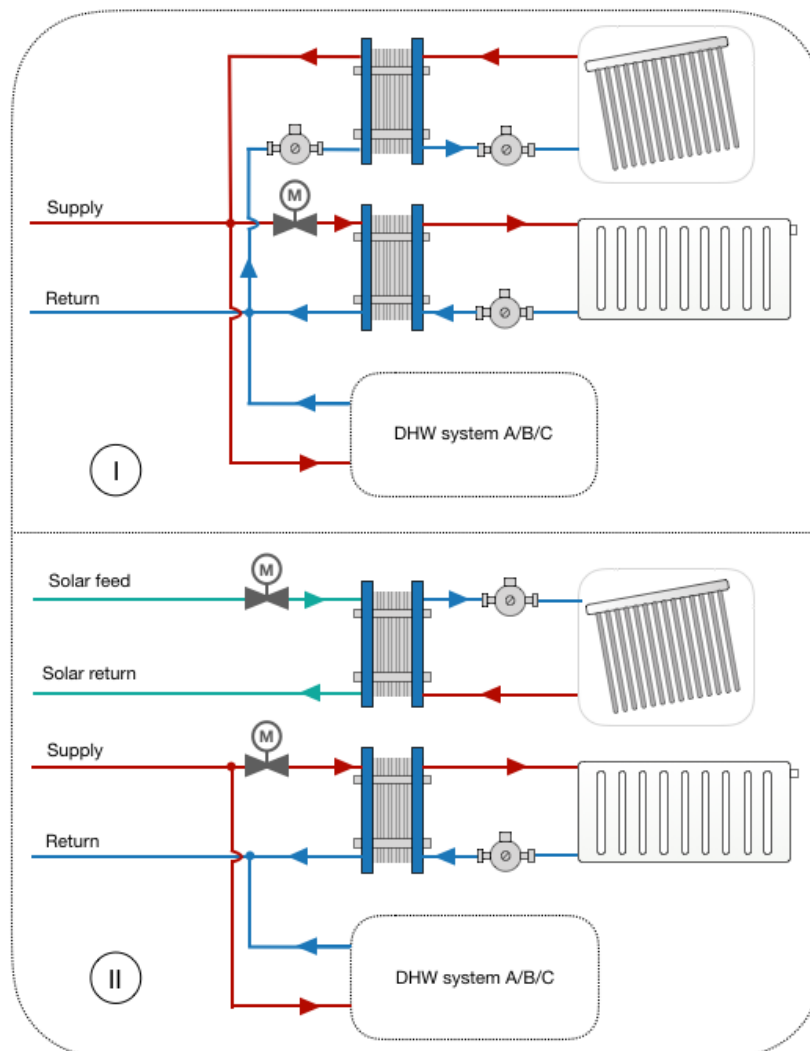 M
Supply
Return
DHW system A/B/C
I
M
Solar feed
Solar return
M
Supply
Return
DHW system A/B/C
II